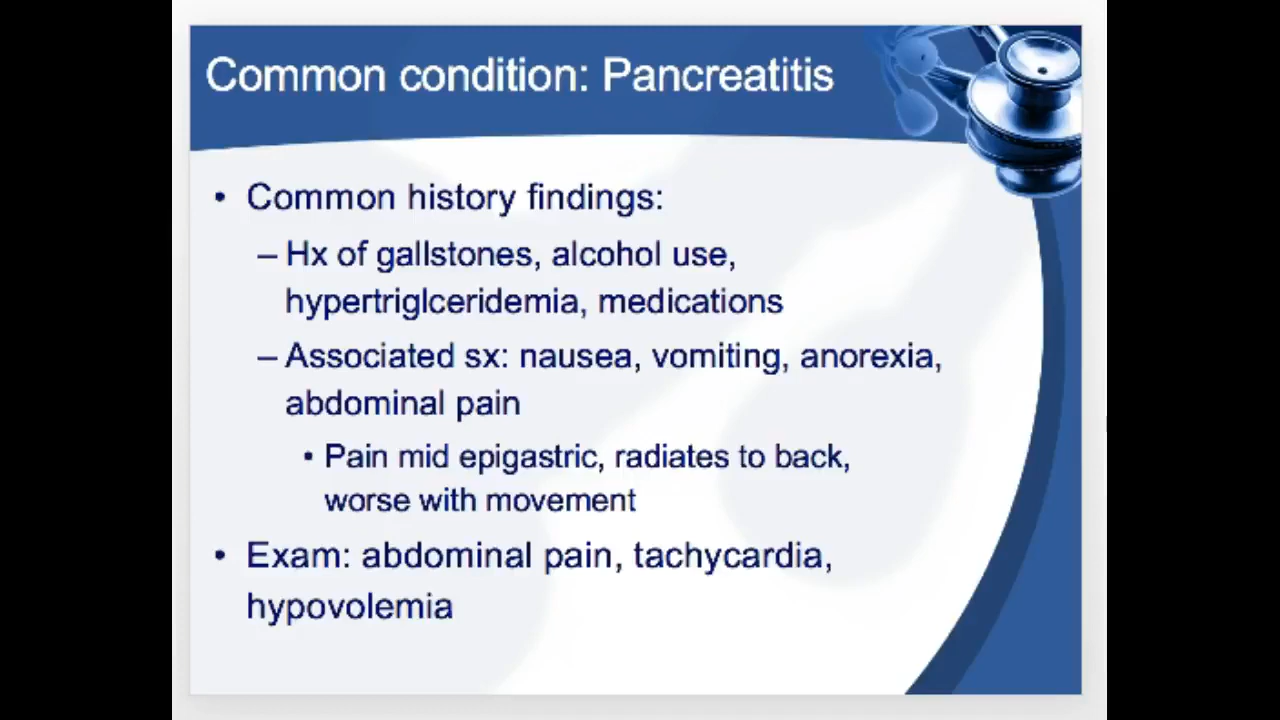 Common condition: Pancreatitis
• Common history findings:
– Hx of gallstones, alcohol use,
hypertriglceridemia, medications
– Associated sx: nausea, vomiting, anorexia,
abdominal pain
• Pain mid epigastric, radiates to back,
worse with movement
• Exam: abdominal pain, tachycardia,
hypovolemia